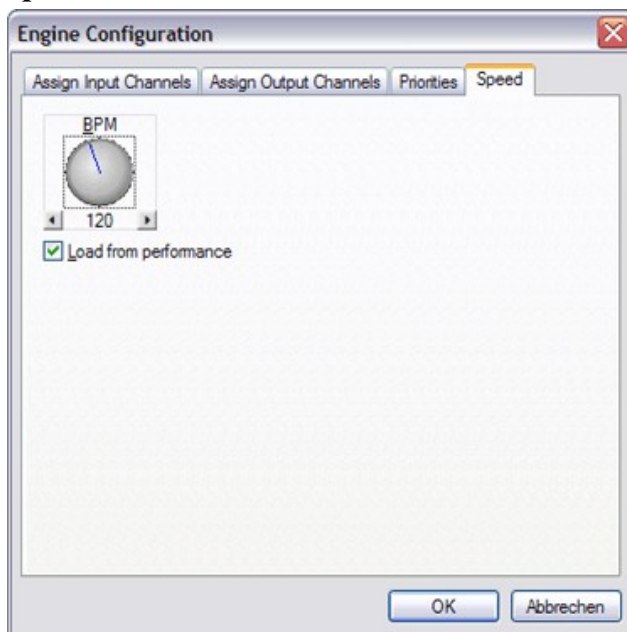 Engine Configuration
Assign Input Channels Assign Output Channels Priorities Speed
BPM
120
Load from performance
OK Abbrechen